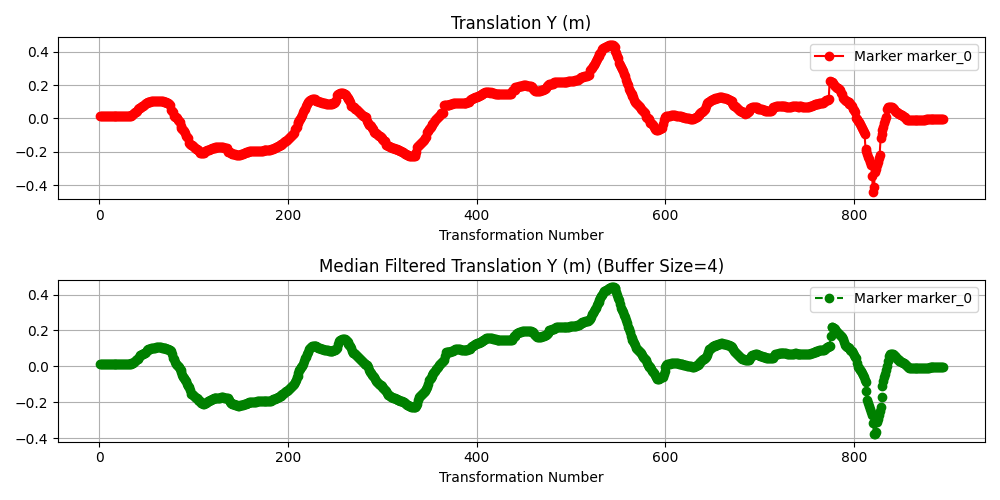 Translation Y (m)
0.4
0.2
0.0
−0.2
−0.4
Marker marker_0
0 200 400 600 800
Transformation Number
Median Filtered Translation Y (m) (Buffer Size=4)
0.4
0.2
0.0
−0.2
−0.4
Marker marker_0
0 200 400 600 800
Transformation Number